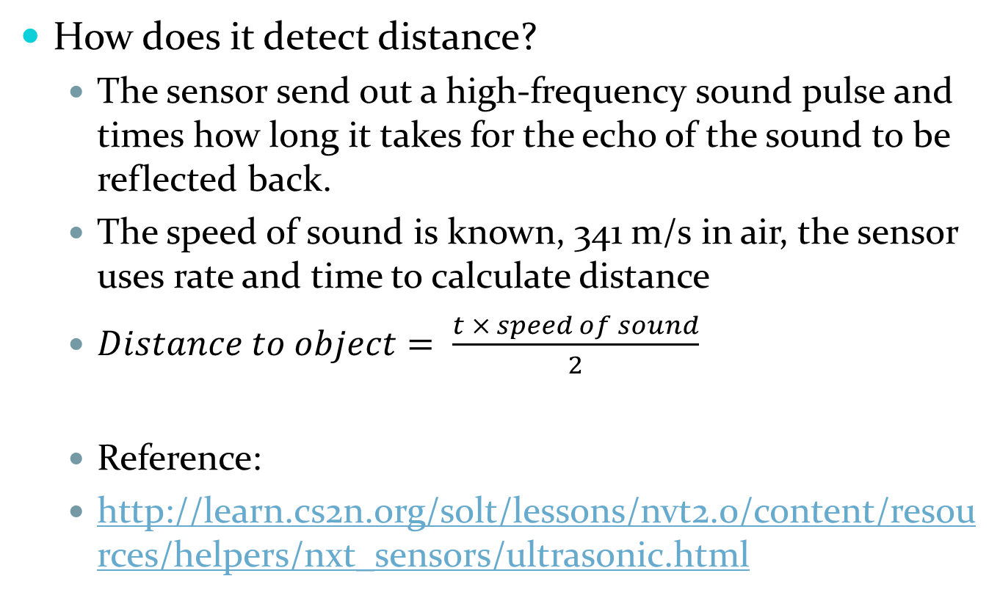 How does it detect distance?
The sensor send out a high-frequency sound pulse and
times how long it takes for the echo of the sound to be
reflected back.
The speed of sound is known, 341 m/s in air, the sensor
uses rate and time to calculate distance
Distance to object = t × speed of sound / 2
Reference:
http://learn.cs2n.org/solt/lessons/nvt2.0/content/resou
rces/helpers/nxt_sensors/ultrasonic.html